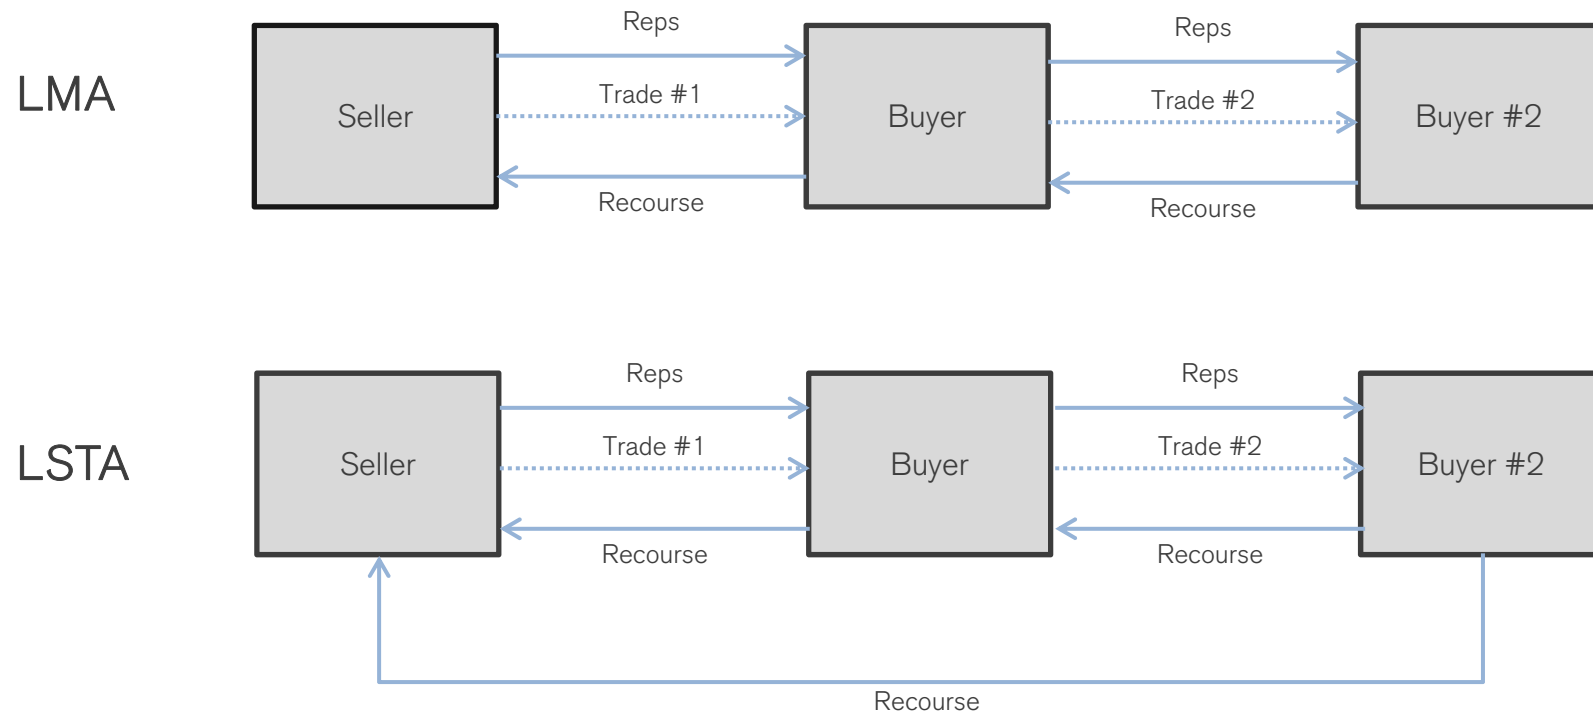 LMA
Seller
Reps
Trade #1
Recourse
Buyer
Reps
Trade #2
Recourse
Buyer #2
LSTA
Seller
Reps
Trade #1
Recourse
Buyer
Reps
Trade #2
Recourse
Buyer #2
Recourse